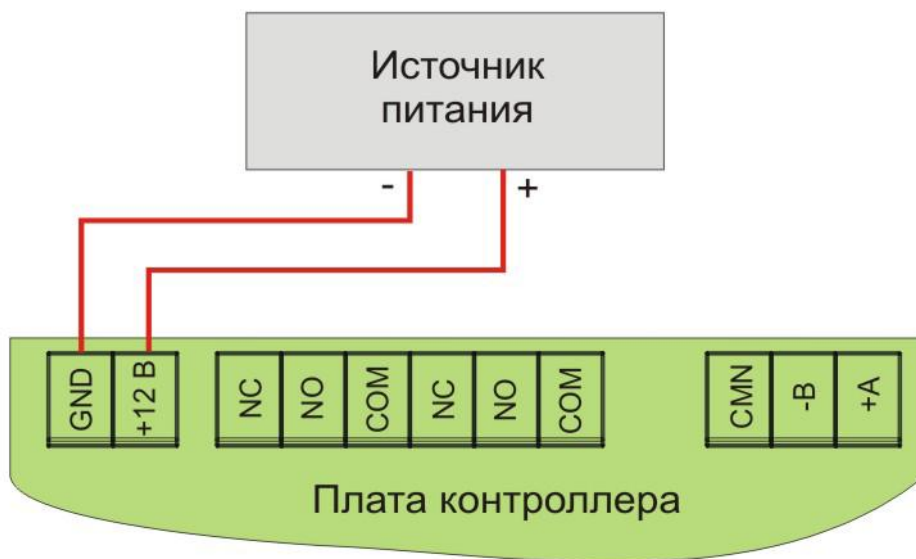 Источник
питания
- +
GND +12 В NC NO COM NC NO COM CMN -B +A
Плата контроллера